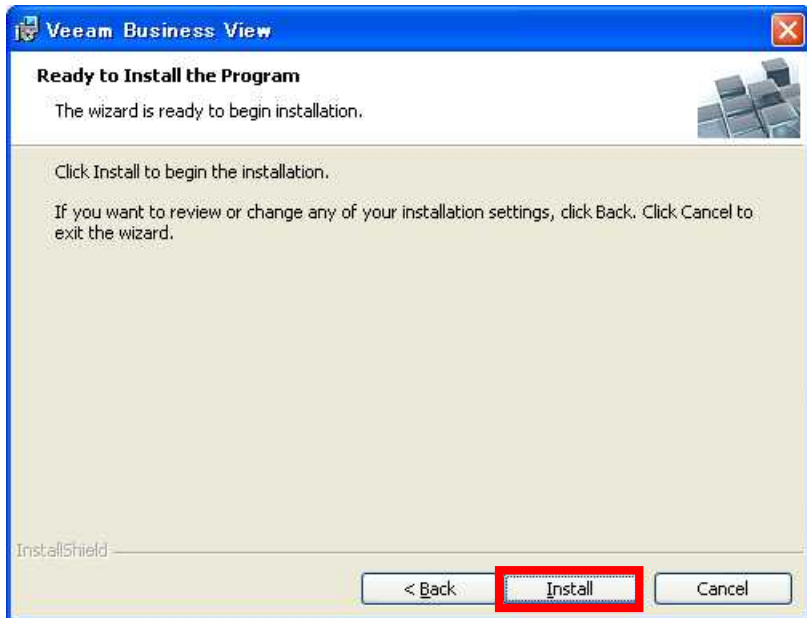 Veeam Business View
Ready to Install the Program
The wizard is ready to begin installation.
Click Install to begin the installation.
If you want to review or change any of your installation settings, click Back. Click Cancel to
exit the wizard.
InstallShield
< Back
Install
Cancel